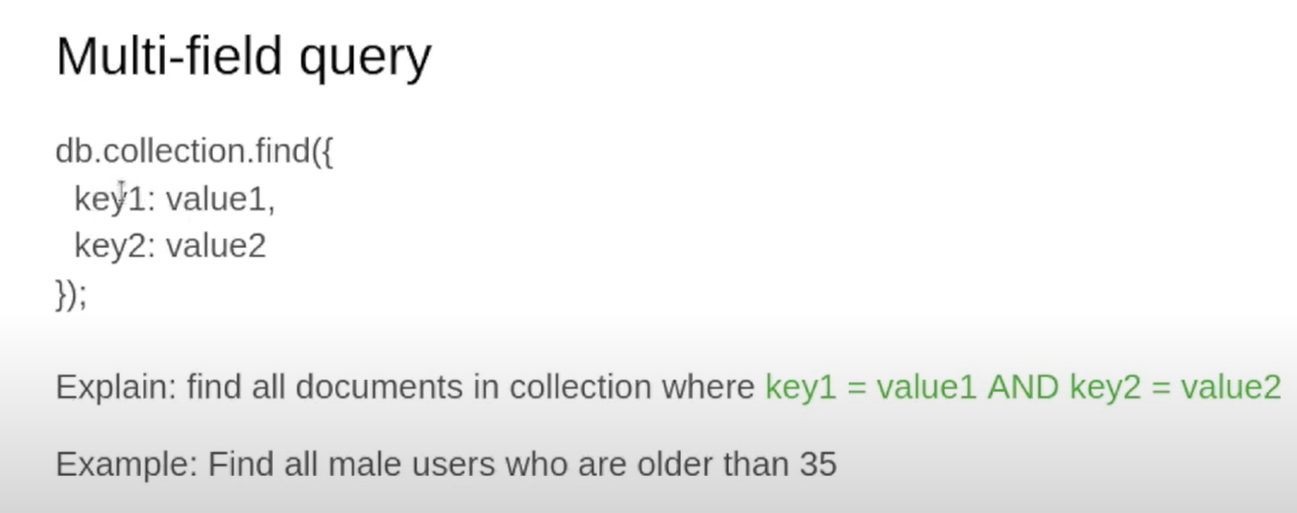 Multi-field query
db.collection.find({
key1: value1,
key2: value2
});
Explain: find all documents in collection where key1 = value1 AND key2 = value2
Example: Find all male users who are older than 35